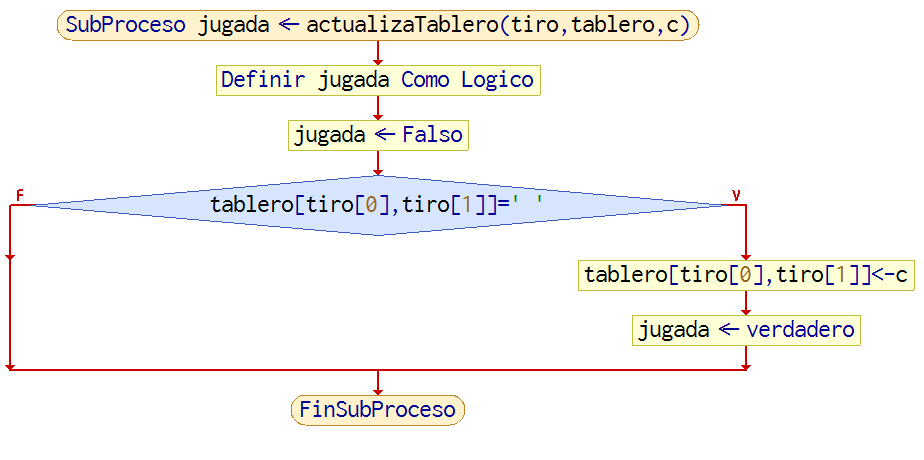 SubProceso jugada ← actualizaTablero(tiro,tablero,c)
Definir jugada Como Logico
jugada ← Falso
F
V
tablero[tiro[0],tiro[1]]=' '
tablero[tiro[0],tiro[1]]<-c
jugada ← verdadero
FinSubProceso